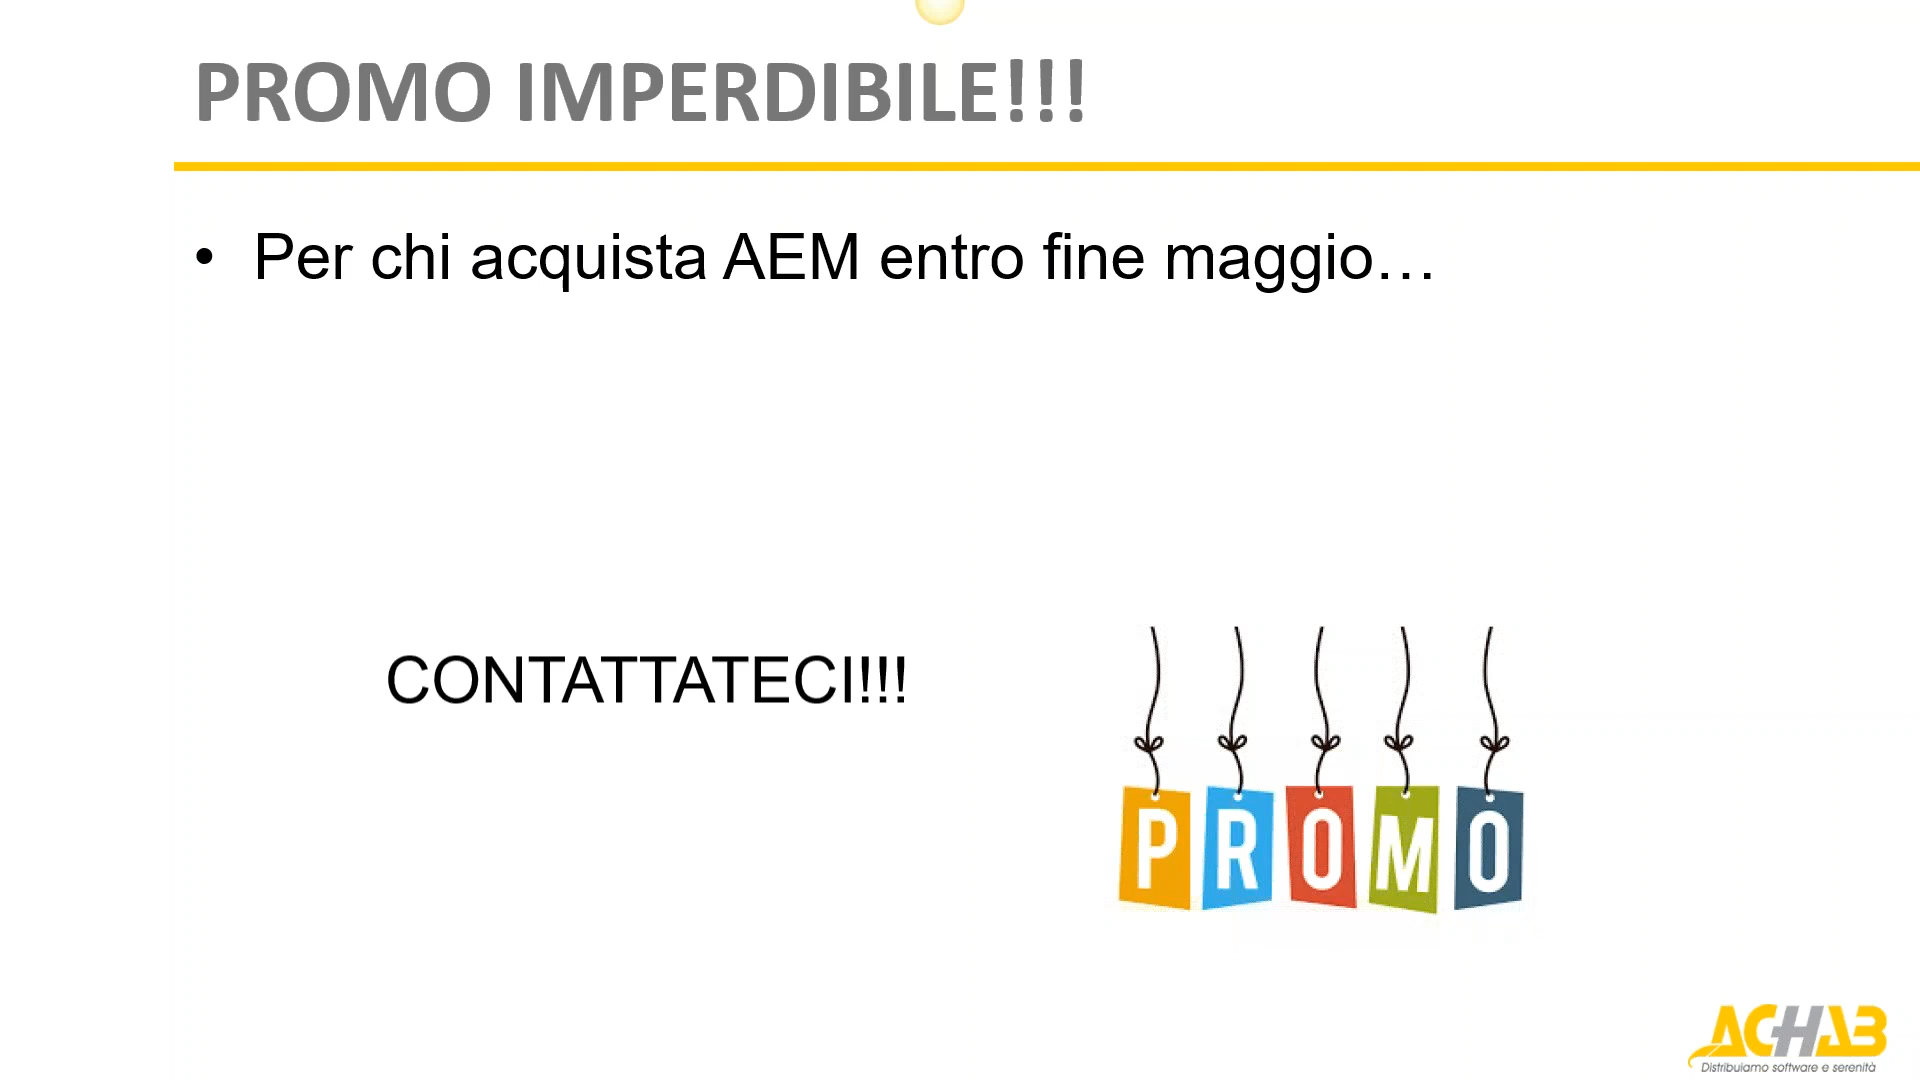 PROMO IMPERDIBILE!!!
• Per chi acquista AEM entro fine maggio…
CONTATTATECI!!!
PROMO
ACHAB
Distribuiamo software e serenità